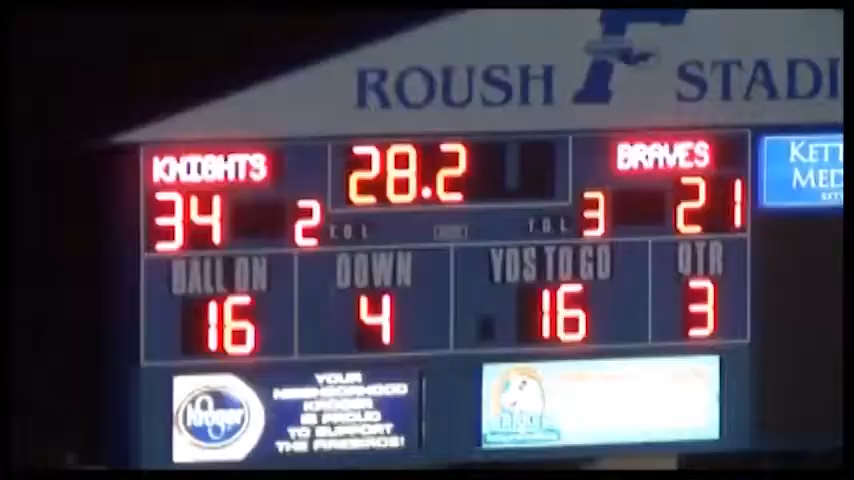 ROUSH F STADI
KNIGHTS 28.2 BRAVES
34 2 T.O.L T.O.L 3 21
BALL ON DOWN YDS TO GO QTR
16 4 16 3
KETT
MED
Kroger
YOUR
NEIGHBORHOOD
KROGER
IS PROUD
TO SUPPORT
THE FIREBIRDS!